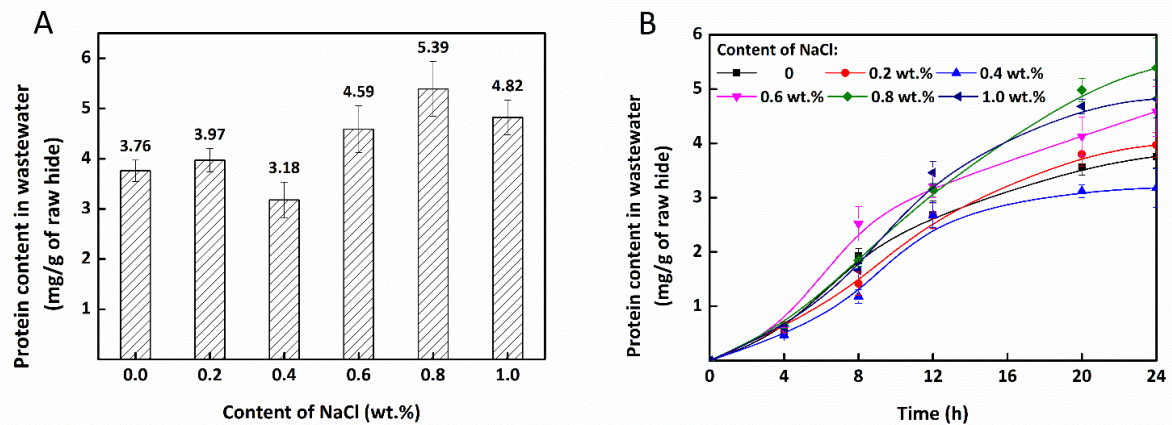 A
Protein content in wastewater
(mg/g of raw hide)
6
5
4
3
2
1
3.76
3.97
3.18
4.59
5.39
4.82
0.0 0.2 0.4 0.6 0.8 1.0
Content of NaCl (wt.%)
B
Protein content in wastewater
(mg/g of raw hide)
6
5
4
3
2
1
Content of NaCl:
0 0.2 wt.% 0.4 wt.%
0.6 wt.% 0.8 wt.% 1.0 wt.%
0 4 8 12 16 20 24
Time (h)